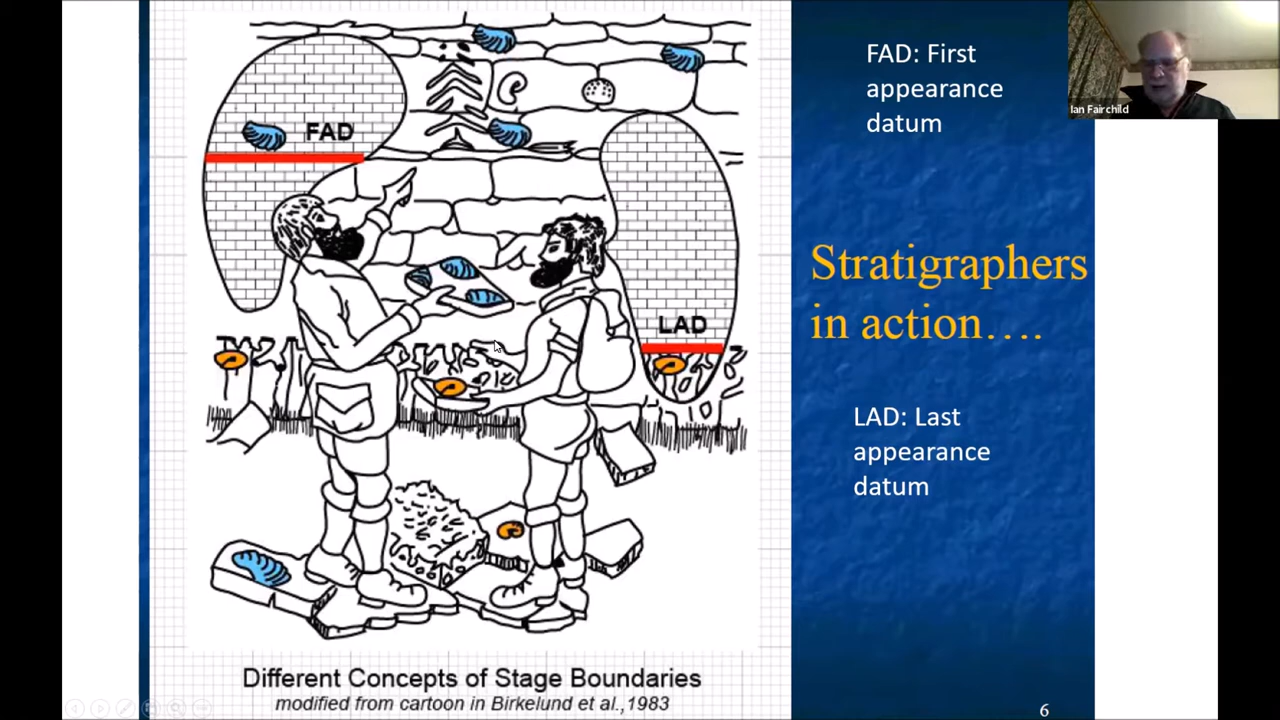 FAD
LAD
Different Concepts of Stage Boundaries
modified from cartoon in Birkelund et al.,1983
FAD: First
appearance
datum
Stratigraphers
in action….
LAD: Last
appearance
datum
6
Ian Fairchild